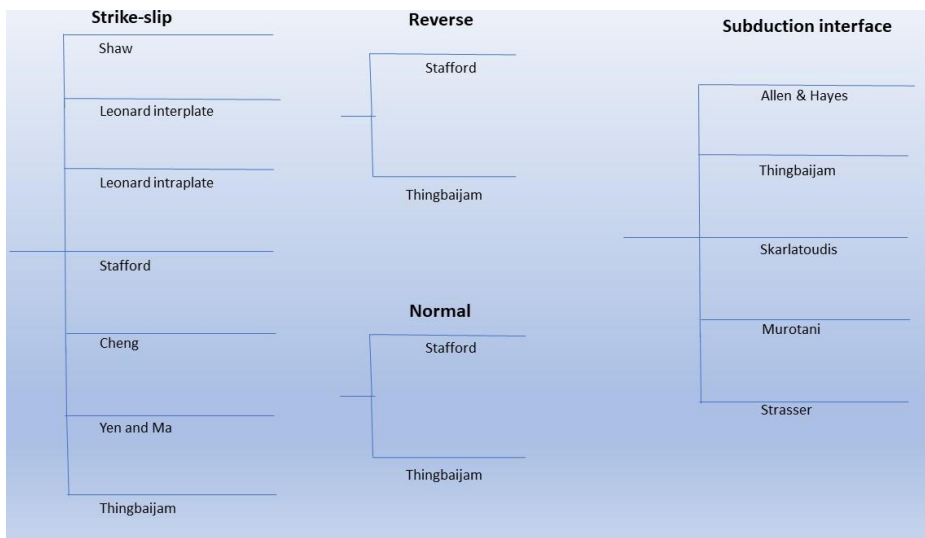 Strike-slip
Shaw
Leonard interplate
Leonard intraplate
Stafford
Cheng
Yen and Ma
Thingbaijam
Reverse
Stafford
Thingbaijam
Normal
Stafford
Thingbaijam
Subduction interface
Allen & Hayes
Thingbaijam
Skarlatoudis
Murotani
Strasser